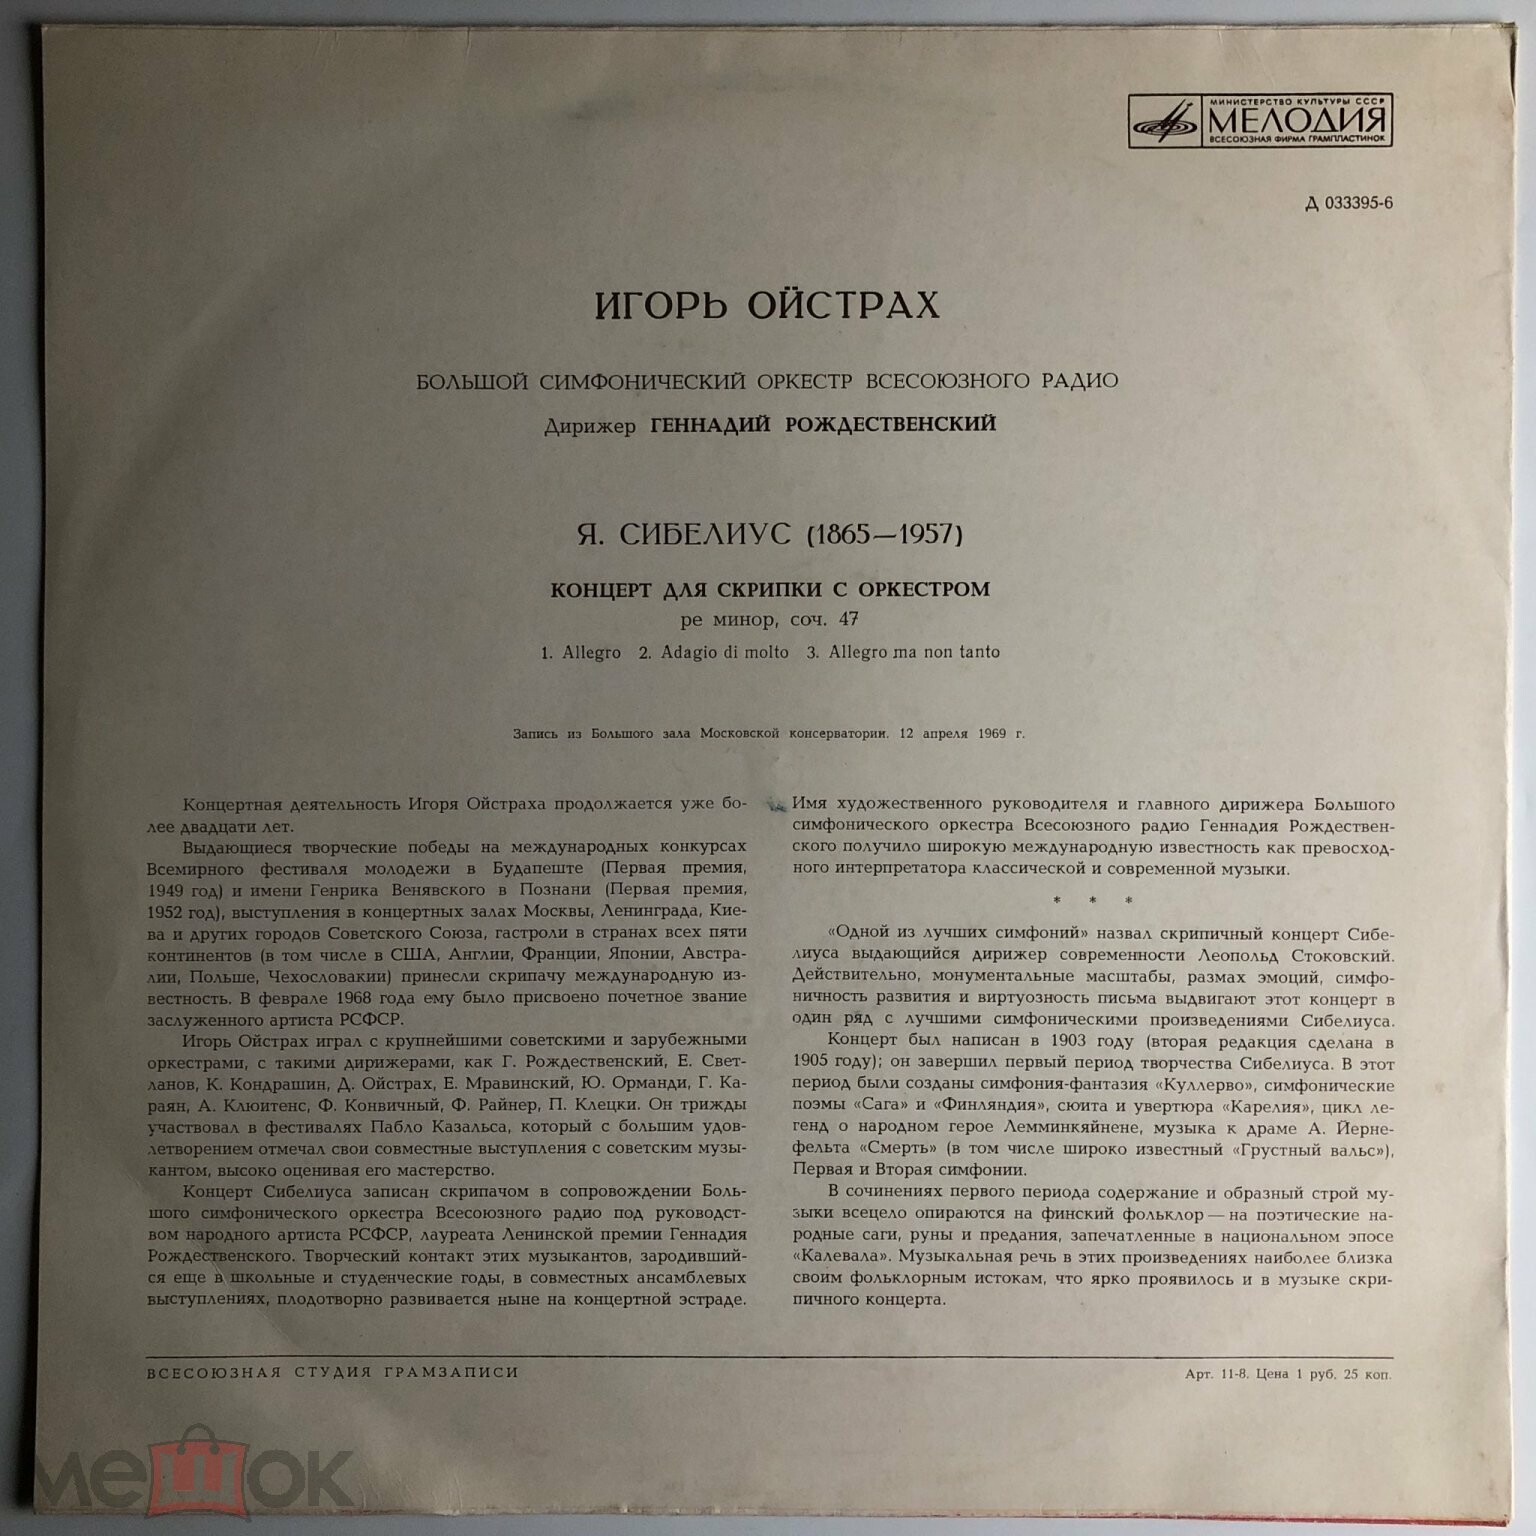 МИНИСТЕРСТВО КУЛЬТУРЫ СССР
МЕЛОДИЯ
ВСЕСОЮЗНАЯ ФИРМА ГРАМПЛАСТИНОК
Д 033395-6
ИГОРЬ ОЙСТРАХ
БОЛЬШОЙ СИМФОНИЧЕСКИЙ ОРКЕСТР ВСЕСОЮЗНОГО РАДИО
Дирижер ГЕННАДИЙ РОЖДЕСТВЕНСКИЙ
Я. СИБЕЛИУС (1865—1957)
КОНЦЕРТ ДЛЯ СКРИПКИ С ОРКЕСТРОМ
ре минор, соч. 47
1. Allegro 2. Adagio di molto 3. Allegro ma non tanto
Запись из Большого зала Московской консерватории. 12 апреля 1969 г.
Концертная деятельность Игоря Ойстраха продолжается уже бо-
лее двадцати лет.
Выдающиеся творческие победы на международных конкурсах
Всемирного фестиваля молодежи в Будапеште (Первая премия,
1949 год) и имени Генрика Венявского в Познани (Первая премия,
1952 год), выступления в концертных залах Москвы, Ленинграда, Кие-
ва и других городов Советского Союза, гастроли в странах всех пяти
континентов (в том числе в США, Англии, Франции, Японии, Австра-
лии, Польше, Чехословакии) принесли скрипачу международную из-
вестность. В феврале 1968 года ему было присвоено почетное звание
заслуженного артиста РСФСР.
Игорь Ойстрах играл с крупнейшими советскими и зарубежными
оркестрами, с такими дирижерами, как Г. Рождественский, Е. Свет-
ланов, К. Кондрашин, Д. Ойстрах, Е. Мравинский, Ю. Орманди, Г. Ка-
раян, А. Клюитенс, Ф. Конвичный, Ф. Райнер, П. Клецки. Он трижды
участвовал в фестивалях Пабло Казальса, который с большим удов-
летворением отмечал свои совместные выступления с советским музы-
кантом, высоко оценивая его мастерство.
Концерт Сибелиуса записан скрипачом в сопровождении Боль-
шого симфонического оркестра Всесоюзного радио под руководст-
вом народного артиста РСФСР, лауреата Ленинской премии Геннадия
Рождественского. Творческий контакт этих музыкантов, зародивший-
ся еще в школьные и студенческие годы, в совместных ансамблевых
выступлениях, плодотворно развивается ныне на концертной эстраде.
Имя художественного руководителя и главного дирижера Большого
симфонического оркестра Всесоюзного радио Геннадия Рождествен-
ского получило широкую международную известность как превосход-
ного интерпретатора классической и современной музыки.
* * *
«Одной из лучших симфоний» назвал скрипичный концерт Сибе-
лиуса выдающийся дирижер современности Леопольд Стоковский.
Действительно, монументальные масштабы, размах эмоций, симфо-
ничность развития и виртуозность письма выдвигают этот концерт в
один ряд с лучшими симфоническими произведениями Сибелиуса.
Концерт был написан в 1903 году (вторая редакция сделана в
1905 году); он завершил первый период творчества Сибелиуса. В этот
период были созданы симфония-фантазия «Куллерво», симфонические
поэмы «Сага» и «Финляндия», сюита и увертюра «Карелия», цикл ле-
генд о народном герое Лемминкяйнене, музыка к драме А. Йерне-
фельта «Смерть» (в том числе широко известный «Грустный вальс»),
Первая и Вторая симфонии.
В сочинениях первого периода содержание и образный строй му-
зыки всецело опираются на финский фольклор — на поэтические на-
родные саги, руны и предания, запечатленные в национальном эпосе
«Калевала». Музыкальная речь в этих произведениях наиболее близка
своим фольклорным истокам, что ярко проявилось и в музыке скри-
пичного концерта.
ВСЕСОЮЗНАЯ СТУДИЯ ГРАМЗАПИСИ
Арт. 11-8. Цена 1 руб. 25 коп.
мешок